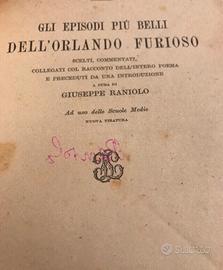 GLI EPISODI PIÙ BELLI
DELL'ORLANDO FURIOSO
SCELTI, COMMENTATI,
COLLEGATI COL RACCONTO DELL'INTERO POEMA
E PRECEDUTI DA UNA INTRODUZIONE
A CURA DI
GIUSEPPE RANIOLO
Ad uso delle Scuole Medie
NUOVA TIRATURA
subito